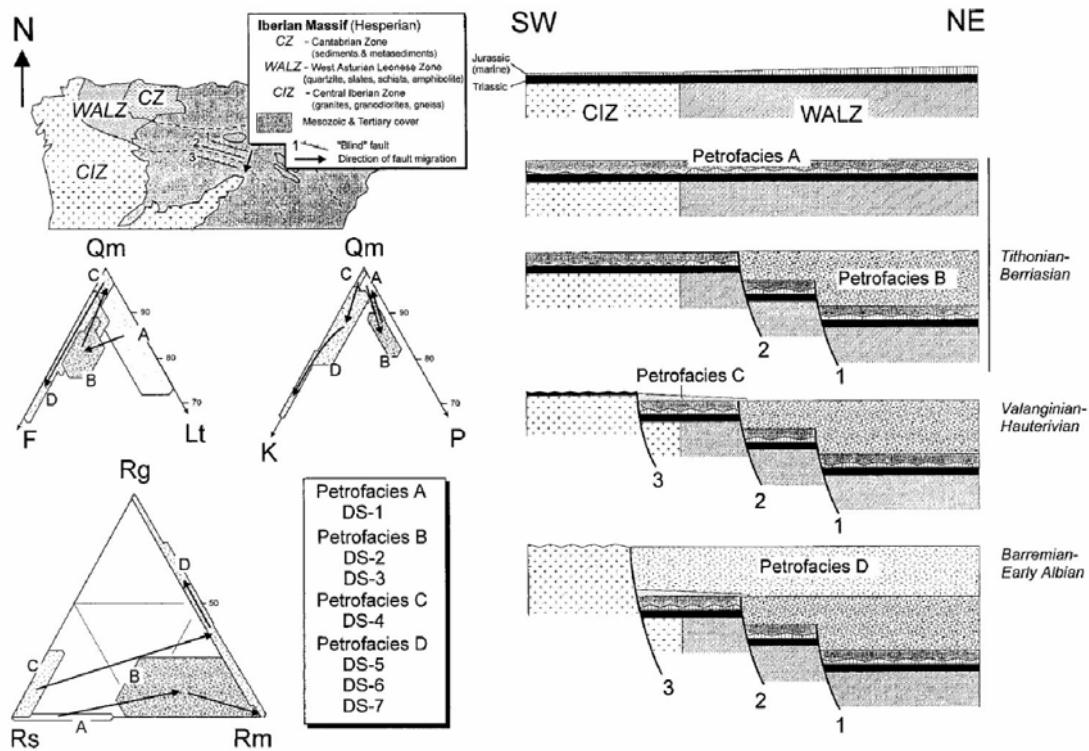 N
Iberian Massif (Hesperian)
CZ - Cantabrian Zone
(sediments & metasediments)
WALZ - West Asturian Leonese Zone
(quartzite, slates, schists, amphibolite)
CIZ - Central Iberian Zone
(granites, granodiorites, gneiss)
Mesozoic & Tertiary cover
1 "Blind" fault
Direction of fault migration
CZ
WALZ
CIZ
1
2
3
Qm
C
90
A
80
B
D
70
F
Lt
Qm
C
A
90
B
80
D
70
K
P
Rg
D
50
C
B
A
Rs
Rm
Petrofacies A
DS-1
Petrofacies B
DS-2
DS-3
Petrofacies C
DS-4
Petrofacies D
DS-5
DS-6
DS-7
SW
NE
Jurassic
(marine)
Triassic
CIZ
WALZ
Petrofacies A
Petrofacies B
Tithonian-
Berriasian
2
1
Petrofacies C
Valanginian-
Hauterivian
3
2
1
Petrofacies D
Barremian-
Early Albian
3
2
1